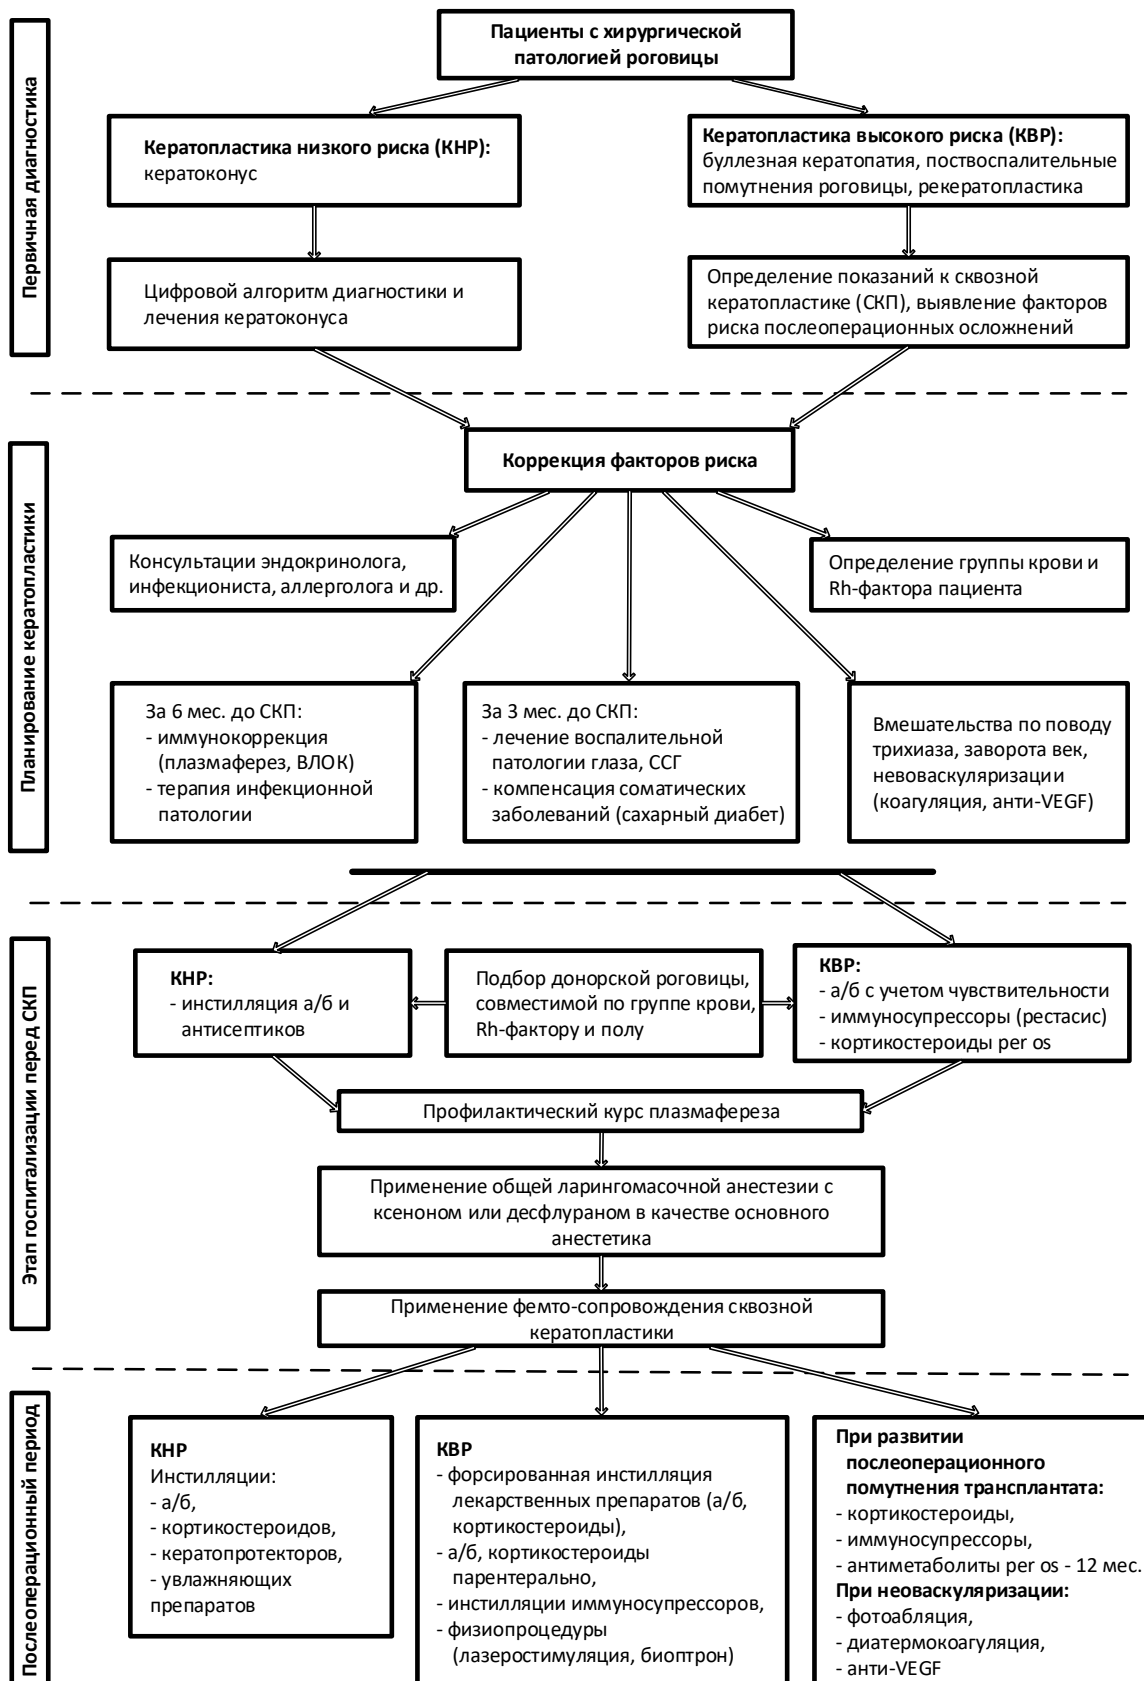 Первичная диагностика
Пациенты с хирургической
патологией роговицы
Кератопластика низкого риска (КНР):
кератоконус
Кератопластика высокого риска (КВР):
буллезная кератопатия, поствоспалительные
помутнения роговицы, рекератопластика
Цифровой алгоритм диагностики и
лечения кератоконуса
Определение показаний к сквозной
кератопластике (СКП), выявление факторов
риска послеоперационных осложнений
Планирование кератопластики
Коррекция факторов риска
Консультации эндокринолога,
инфекциониста, аллерголога и др.
Определение группы крови и
Rh-фактора пациента
За 6 мес. до СКП:
- иммунокоррекция
(плазмаферез, ВЛОК)
- терапия инфекционной
патологии
За 3 мес. до СКП:
- лечение воспалительной
патологии глаза, ССГ
- компенсация соматических
заболеваний (сахарный диабет)
Вмешательства по поводу
трихиаза, заворота век,
невоваскуляризации
(коагуляция, анти-VEGF)
Этап госпитализации перед СКП
КНР:
- инстилляция а/б и
антисептиков
Подбор донорской роговицы,
совместимой по группе крови,
Rh-фактору и полу
КВР:
- а/б с учетом чувствительности
- иммуносупрессоры (рестасис)
- кортикостероиды per os
Профилактический курс плазмафереза
Применение общей ларингомасочной анестезии с
ксеноном или десфлураном в качестве основного
анестетика
Применение фемто-сопровождения сквозной
кератопластики
Послеоперационный период
КНР
Инстилляции:
- а/б,
- кортикостероидов,
- кератопротекторов,
- увлажняющих
препаратов
КВР
- форсированная инстилляция
лекарственных препаратов (а/б,
кортикостероиды),
- а/б, кортикостероиды
парентерально,
- инстилляции иммуносупрессоров,
- физиопроцедуры
(лазеростимуляция, биоптрон)
При развитии
послеоперационного
помутнения трансплантата:
- кортикостероиды,
- иммуносупрессоры,
- антиметаболиты per os - 12 мес.
При неоваскуляризации:
- фотоабляция,
- диатермокоагуляция,
- анти-VEGF